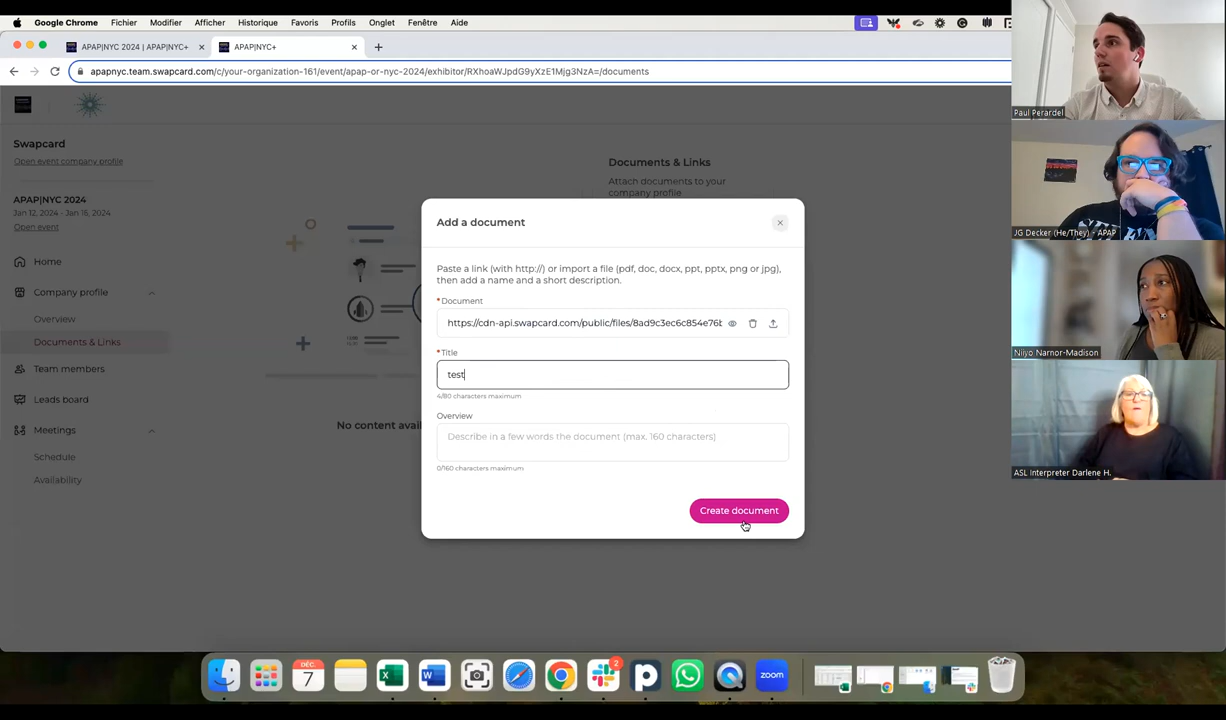 Google Chrome Fichier Modifier Afficher Historique Favoris Profils Onglet Fenêtre Aide
APAP|NYC 2024 | APAP|NYC+
APAP|NYC+
apapnyc.team.swapcard.com/c/your-organization-161/event/apap-or-nyc-2024/exhibitor/RXhoaWJpdG9yXzE1Mjg3NzA=/documents
Swapcard
Open event company profile
APAP|NYC 2024
Jan 12, 2024 - Jan 16, 2024
Open event
Home
Company profile
Overview
Documents & Links
Team members
Leads board
Meetings
Schedule
Availability
No content avail
Documents & Links
Attach documents to your
company profile
Add a document
Paste a link (with http://) or import a file (pdf, doc, docx, ppt, pptx, png or jpg),
then add a name and a short description.
*Document
https://cdn-api.swapcard.com/public/files/8ad9c3ec6c854e76b
*Title
test
4/80 characters maximum
Overview
Describe in a few words the document (max. 160 characters)
0/160 characters maximum
Create document
Paul Perardel
JG Decker (He/They) - APAP
Niiyo Narnor-Madison
ASL Interpreter Darlene H.
DÉC.
7
2
zoom